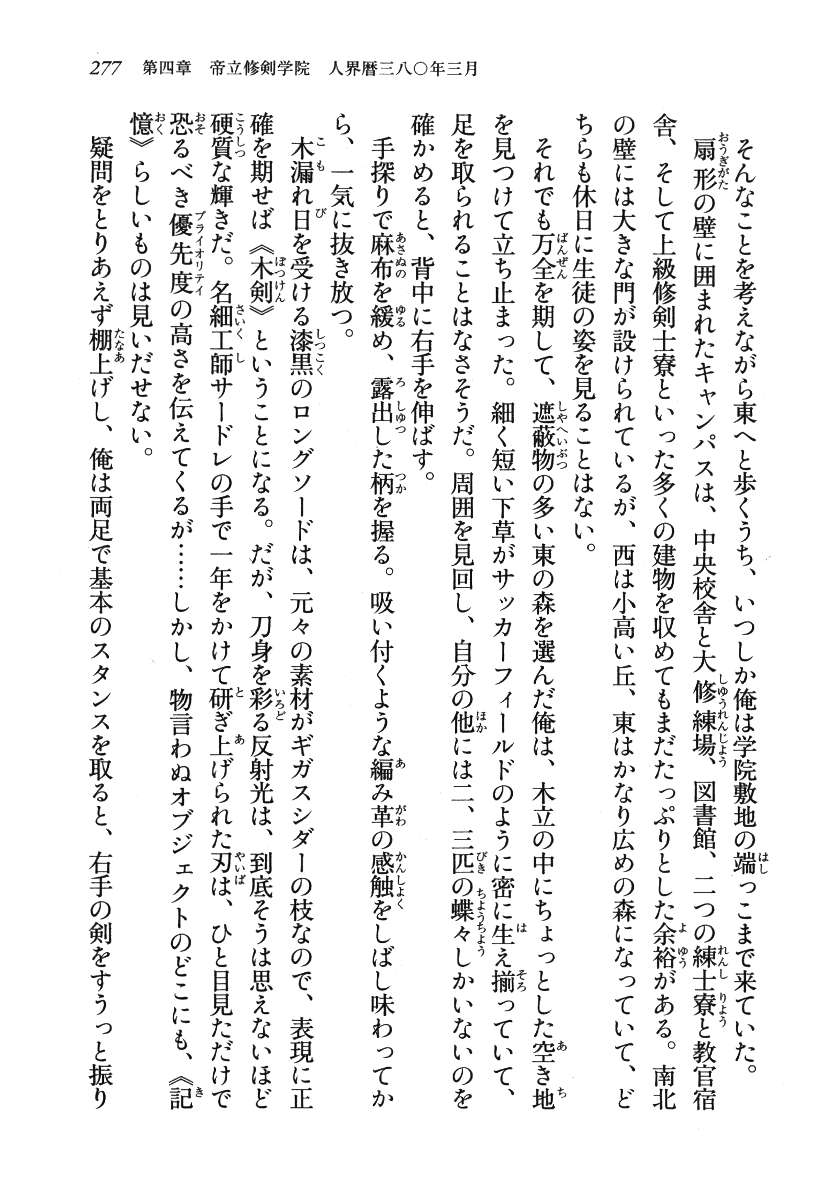 277　第四章　帝立修剣学院　人界暦三八〇年三月
そんなことを考えながら東へと歩くうち、いつしか俺は学院敷地の端っこまで来ていた。
扇形の壁に囲まれたキャンパスは、中央校舎と大修練場、図書館、二つの練士寮と教官宿
舎、そして上級修剣士寮といった多くの建物を収めてもまだたっぷりとした余裕がある。南北
の壁には大きな門が設けられているが、西は小高い丘、東はかなり広めの森になっていて、ど
ちらも休日に生徒の姿を見ることはない。
それでも万全を期して、遮蔽物の多い東の森を選んだ俺は、木立の中にちょっとした空き地
を見つけて立ち止まった。細く短い下草がサッカーフィールドのように密に生え揃っていて、
足を取られることはなさそうだ。周囲を見回し、自分の他には二、三匹の蝶々しかいないのを
確かめると、背中に右手を伸ばす。
手探りで麻布を緩め、露出した柄を握る。吸い付くような編み革の感触をしばし味わってか
ら、一気に抜き放つ。
木漏れ日を受ける漆黒のロングソードは、元々の素材がギガスシダーの枝なので、表現に正
確を期せば《木剣》ということになる。だが、刀身を彩る反射光は、到底そうは思えないほど
硬質な輝きだ。名細工師サードレの手で一年をかけて研ぎ上げられた刃は、ひと目見ただけで
恐るべき優先度の高さを伝えてくるが……しかし、物言わぬオブジェクトのどこにも、《記
憶》らしいものは見いだせない。
疑問をとりあえず棚上げし、俺は両足で基本のスタンスを取ると、右手の剣をすうっと振り